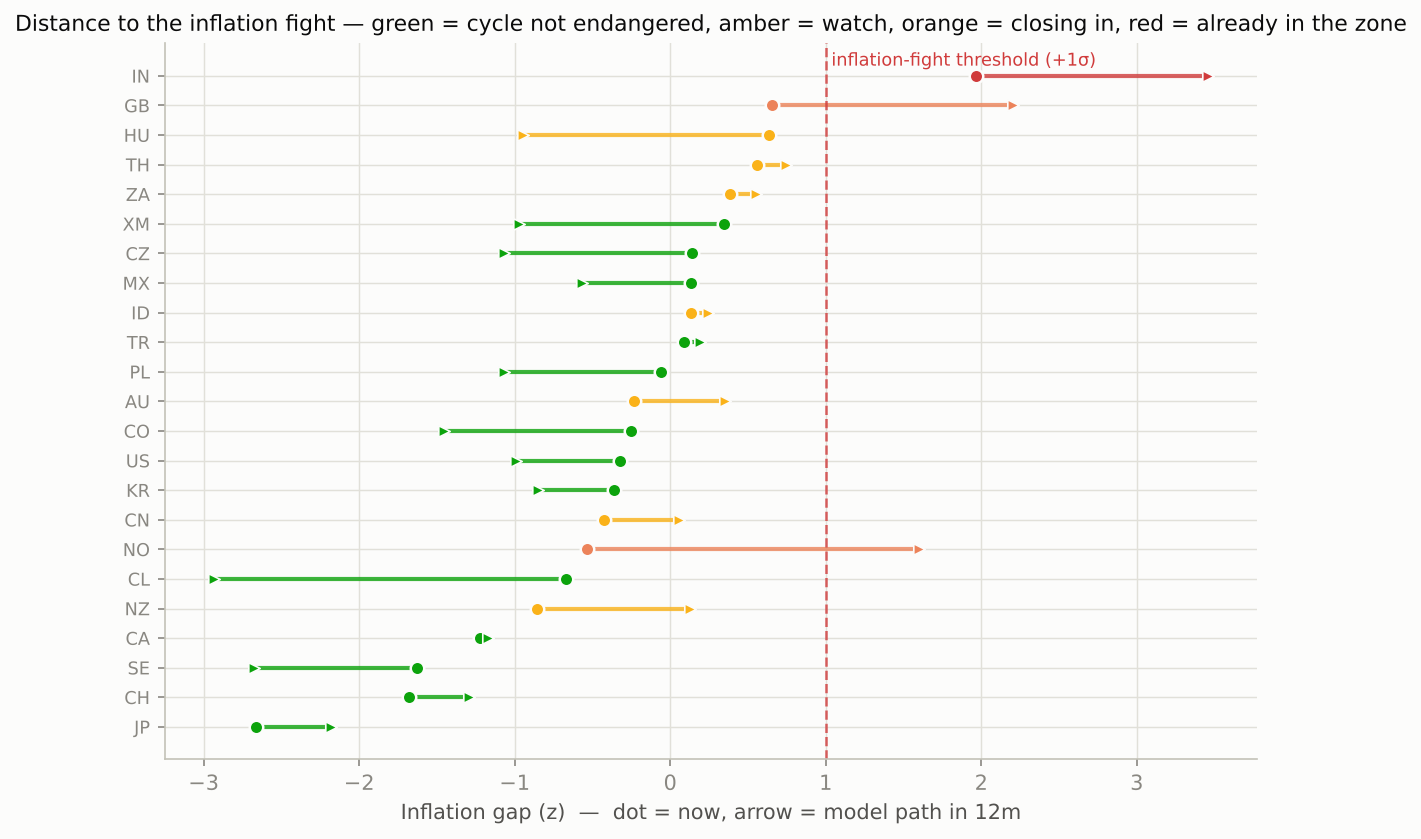 Distance to the inflation fight — green = cycle not endangered, amber = watch, orange = closing in, red = already in the zone
inflation-fight threshold (+1σ)
IN
GB
HU
TH
ZA
XM
CZ
MX
ID
TR
PL
AU
CO
US
KR
CN
NO
CL
NZ
CA
SE
CH
JP
−3 −2 −1 0 1 2 3
Inflation gap (z) — dot = now, arrow = model path in 12m